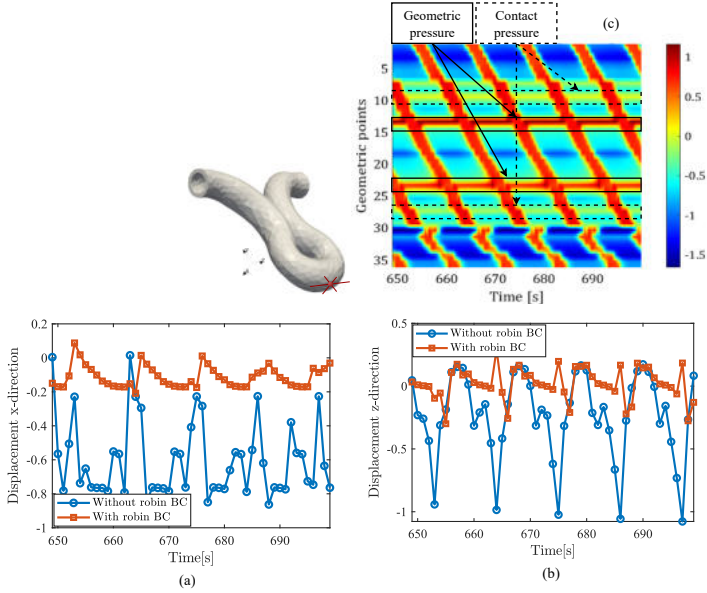 Geometric pressure
Contact pressure
(c)
Geometric points
5
10
15
20
25
30
35
650
660
670
680
690
Time [s]
1
0.5
0
-0.5
-1
-1.5
Displacement x-direction
0.2
0
-0.2
-0.4
-0.6
-0.8
-1
Without robin BC
With robin BC
650
660
670
680
690
Time[s]
(a)
Displacement z-direction
0.5
0
-0.5
-1
Without robin BC
With robin BC
650
660
670
680
690
Time[s]
(b)